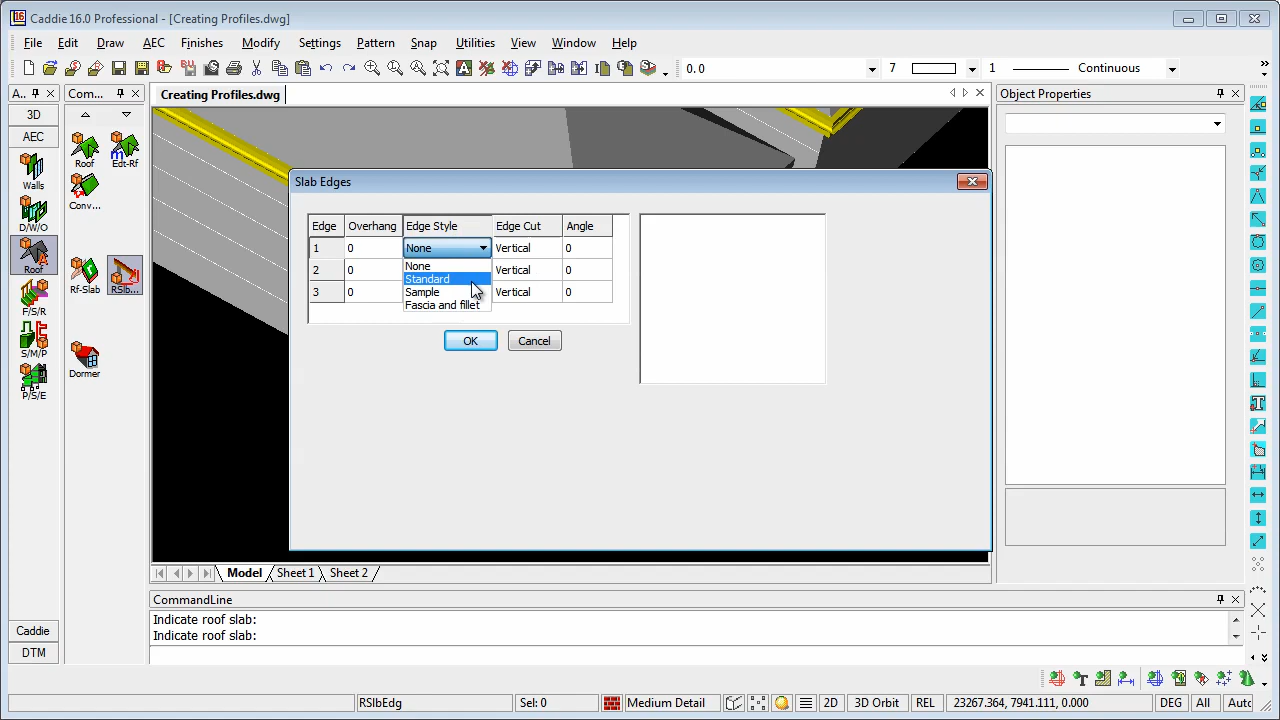 Caddie 16.0 Professional - [Creating Profiles.dwg]
File Edit Draw AEC Finishes Modify Settings Pattern Snap Utilities View Window Help
0, 0 7 1 Continuous
A.. Com...
Creating Profiles.dwg
Object Properties
3D
AEC
Walls
D/W/O
Roof
F/S/R
S/M/P
P/S/E
Caddie
DTM
Roof Edt-Rf
Conv...
Rf-Slab RSlb...
Dormer
Slab Edges
Edge Overhang Edge Style Edge Cut Angle
1 0 None Vertical 0
2 0 Vertical 0
3 0 Vertical 0
None
Standard
Sample
Fascia and fillet
OK Cancel
Model Sheet 1 Sheet 2
CommandLine
Indicate roof slab:
Indicate roof slab:
RSlbEdg Sel: 0 Medium Detail 2D 3D Orbit REL 23267.364, 7941.111, 0.000 DEG All Auto